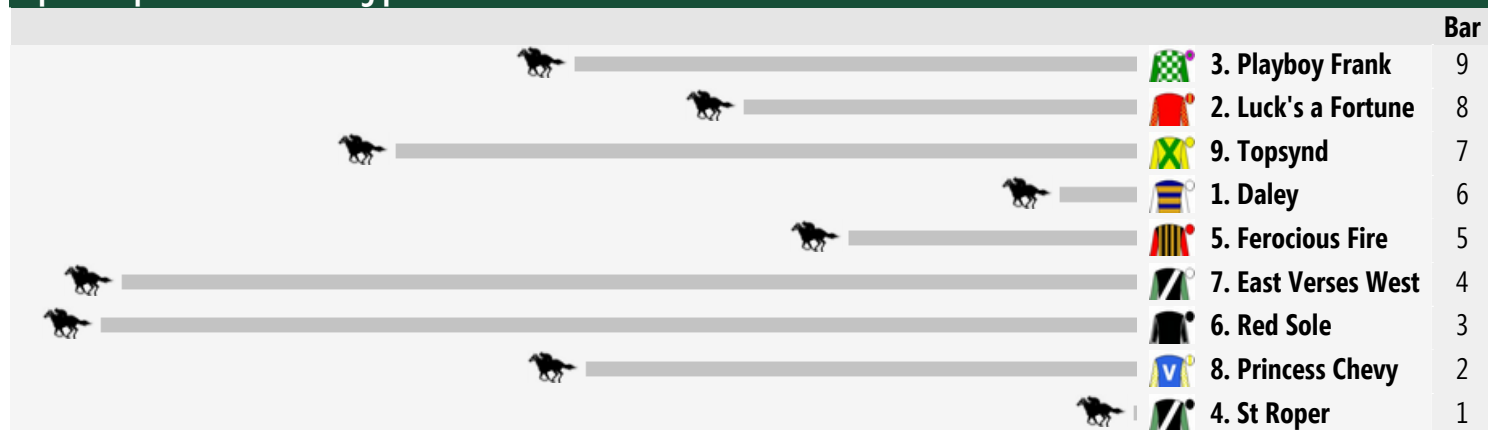 Bar
3. Playboy Frank 9
2. Luck's a Fortune 8
9. Topsynd 7
1. Daley 6
5. Ferocious Fire 5
7. East Verses West 4
6. Red Sole 3
V 8. Princess Chevy 2
4. St Roper 1